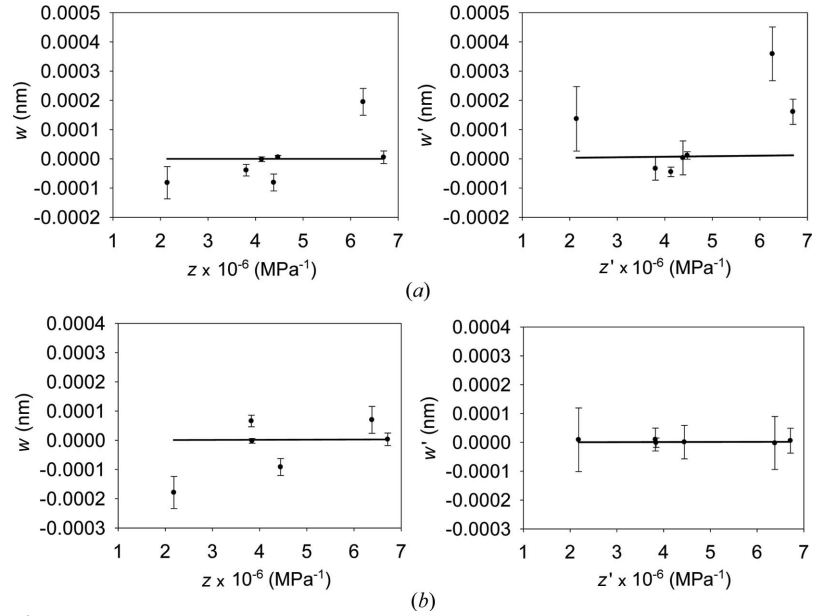 0.0005
0.0004
0.0003
0.0002
0.0001
0.0000
-0.0001
-0.0002
w (nm)
1 2 3 4 5 6 7
z x 10-6 (MPa-1)
0.0005
0.0004
0.0003
0.0002
0.0001
0.0000
-0.0001
-0.0002
w' (nm)
1 2 3 4 5 6 7
z' x 10-6 (MPa-1)
(a)
0.0004
0.0003
0.0002
0.0001
0.0000
-0.0001
-0.0002
-0.0003
w (nm)
1 2 3 4 5 6 7
z x 10-6 (MPa-1)
0.0004
0.0003
0.0002
0.0001
0.0000
-0.0001
-0.0002
-0.0003
w' (nm)
1 2 3 4 5 6 7
z' x 10-6 (MPa-1)
(b)